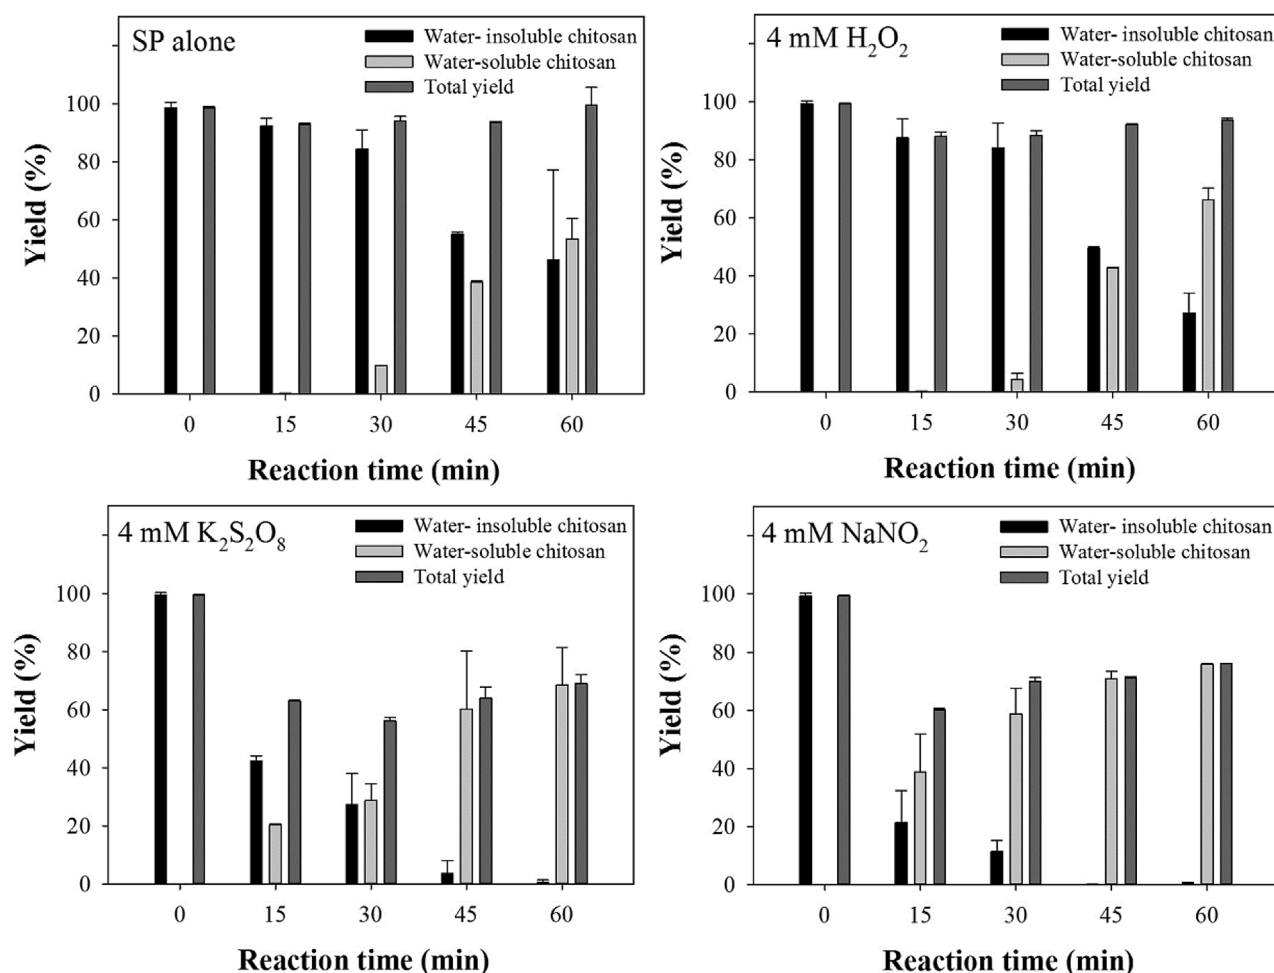 SP alone
Water- insoluble chitosan
Water-soluble chitosan
Total yield
100
80
60
40
20
0
Yield (%)
0 15 30 45 60
Reaction time (min)
4 mM H₂O₂
Water- insoluble chitosan
Water-soluble chitosan
Total yield
100
80
60
40
20
0
Yield (%)
0 15 30 45 60
Reaction time (min)
4 mM K₂S₂O₈
Water- insoluble chitosan
Water-soluble chitosan
Total yield
100
80
60
40
20
0
Yield (%)
0 15 30 45 60
Reaction time (min)
4 mM NaNO₂
Water- insoluble chitosan
Water-soluble chitosan
Total yield
100
80
60
40
20
0
Yield (%)
0 15 30 45 60
Reaction time (min)